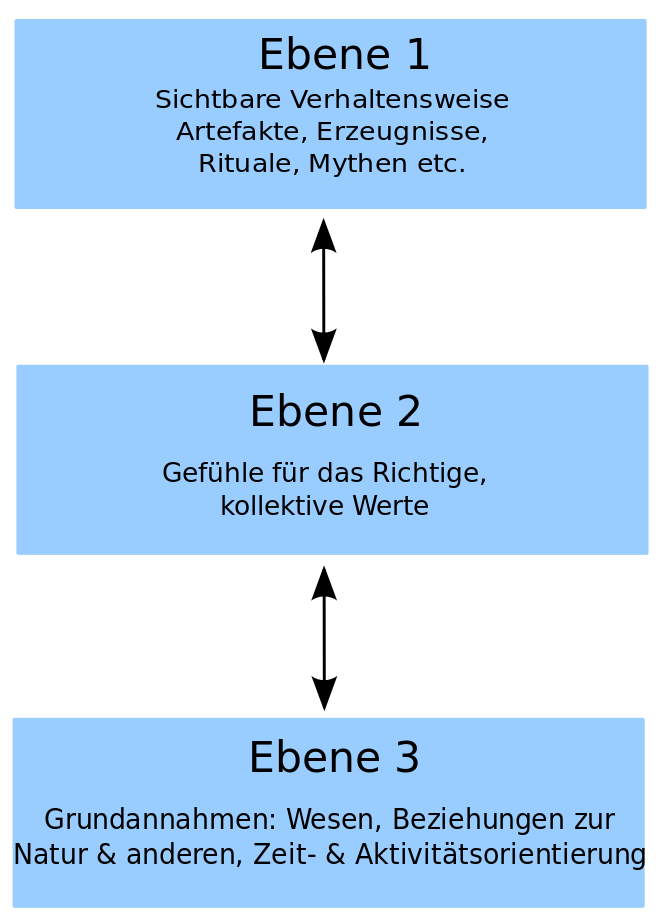 Ebene 1
Sichtbare Verhaltensweise
Artefakte, Erzeugnisse,
Rituale, Mythen etc.
Ebene 2
Gefühle für das Richtige,
kollektive Werte
Ebene 3
Grundannahmen: Wesen, Beziehungen zur
Natur & anderen, Zeit- & Aktivitätsorientierung